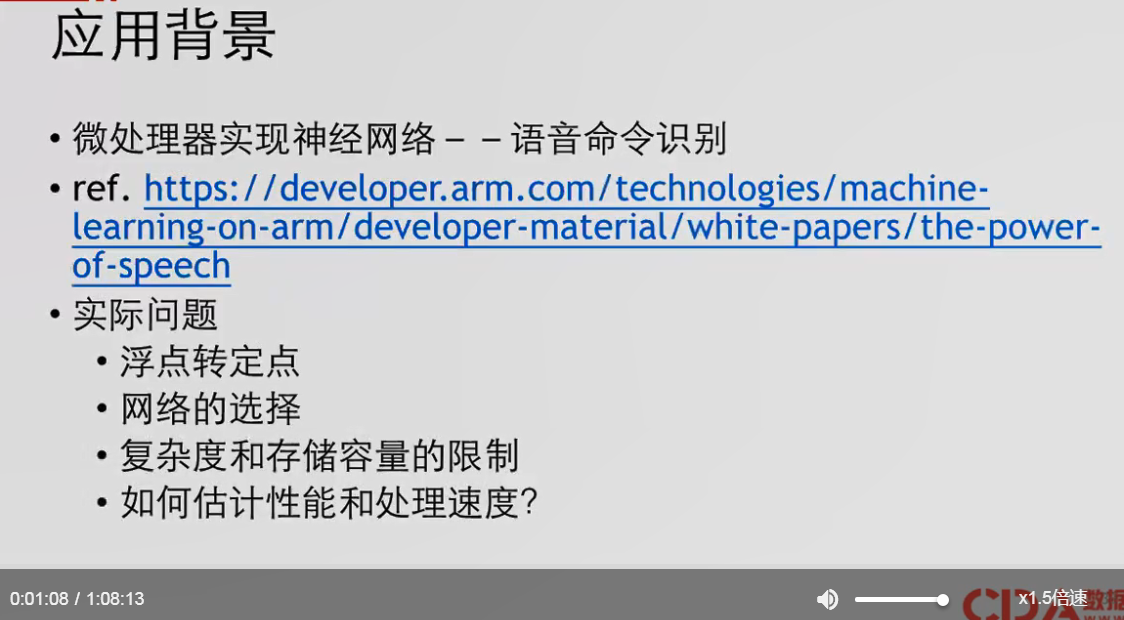 应用背景
• 微处理器实现神经网络－－语音命令识别
• ref. https://developer.arm.com/technologies/machine-
learning-on-arm/developer-material/white-papers/the-power-
of-speech
• 实际问题
• 浮点转定点
• 网络的选择
• 复杂度和存储容量的限制
• 如何估计性能和处理速度?
0:01:08 / 1:08:13
x1.5倍速
CDA数据